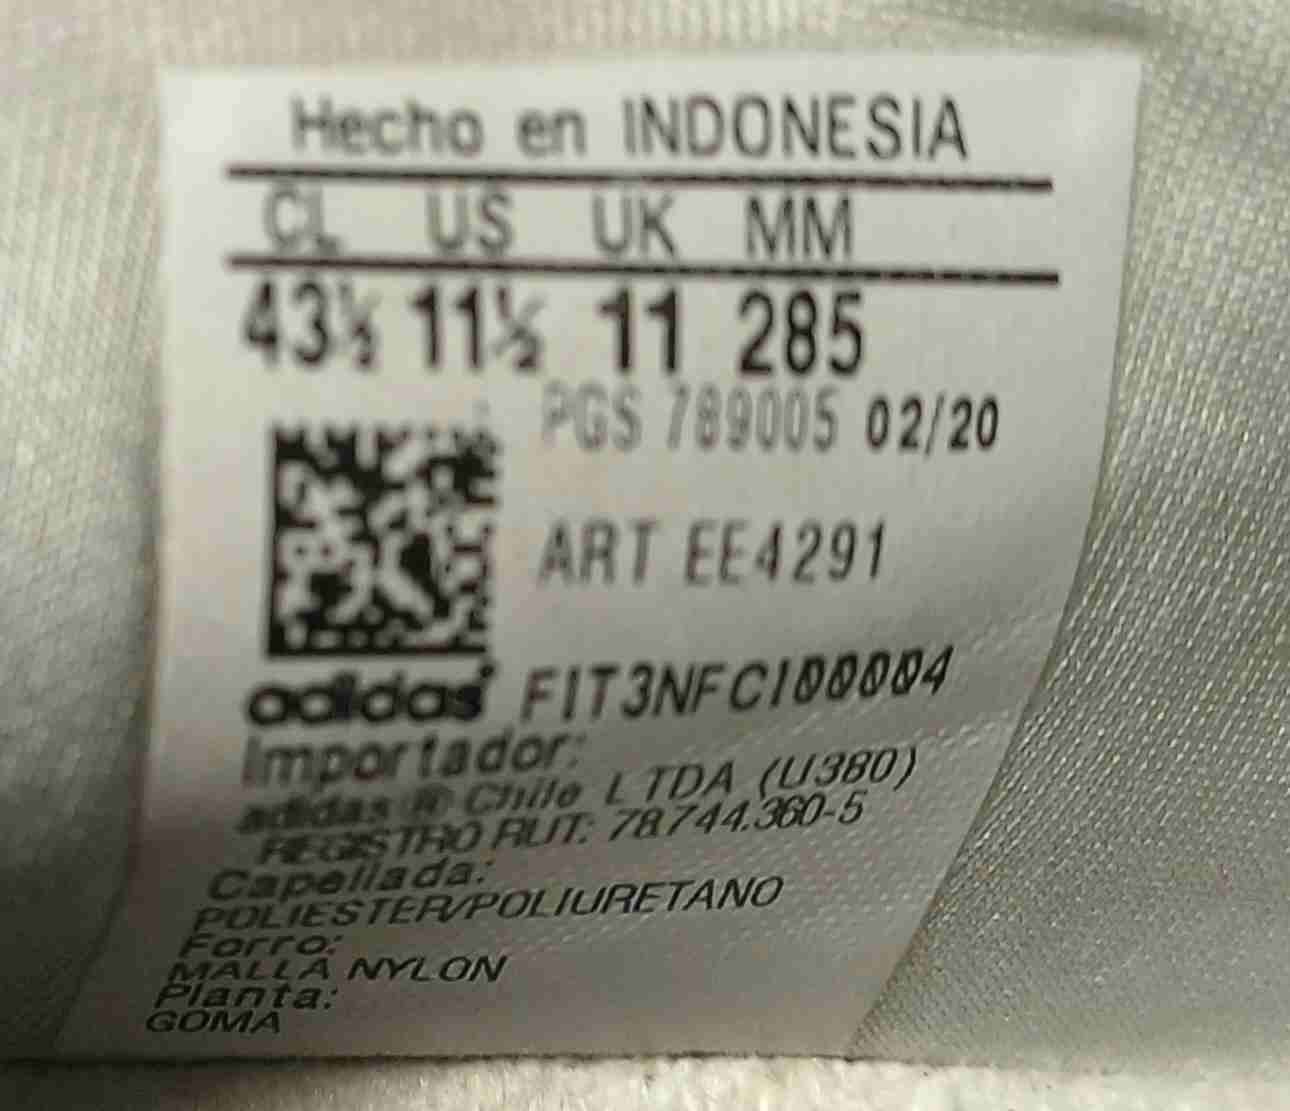 Hecho en INDONESIA
CL US UK MM
43½ 11½ 11 285
PGS 789005 02/20
ART EE4291
adidas FIT3NFCI00004
Importador:
adidas ® Chile LTDA (U380)
REGISTRO RUT: 78.744.360-5
Capellada:
POLIESTER/POLIURETANO
Forro:
MALLA NYLON
Planta:
GOMA